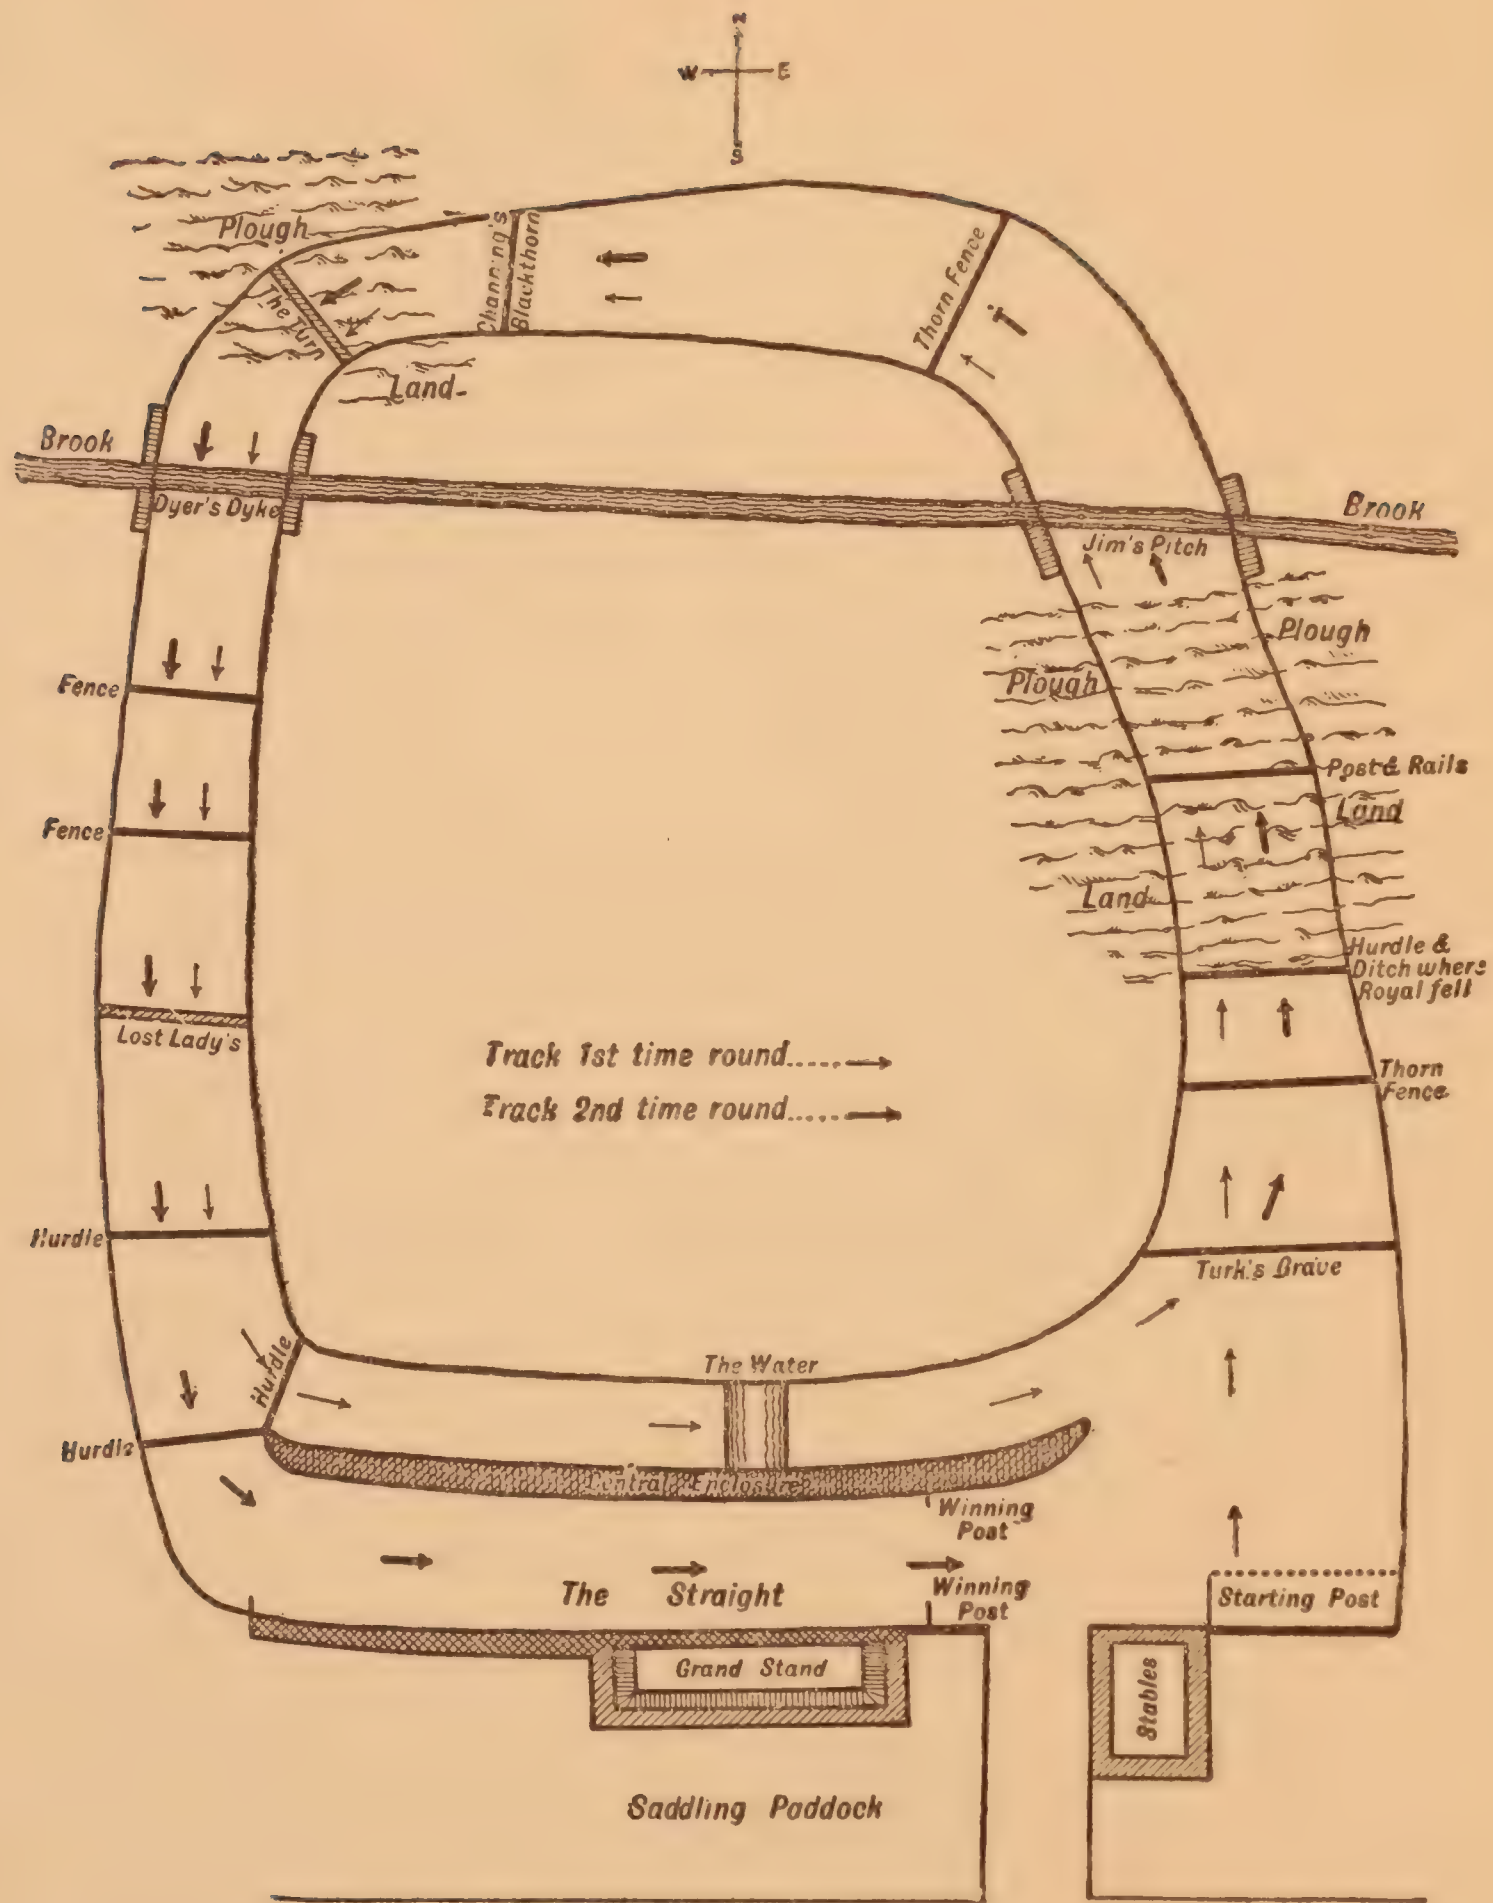 N
W E
S
Plough
Channing's
Blackthorn
Thorn Fence
The Turn
Land
Brook
Brook
Dyer's Dyke
Jim's Pitch
Plough
Plough
Fence
Post & Rails
Land
Fence
Land
Hurdle &
Ditch where
Royal fell
Lost Lady's
Track 1st time round......
Track 2nd time round......
Thorn
Fence
Hurdle
Turk's Grave
Hurdle
The Water
Hurdle
Central Enclosure
Winning
Post
The Straight
Winning
Post
Starting Post
Grand Stand
Stables
Saddling Paddock